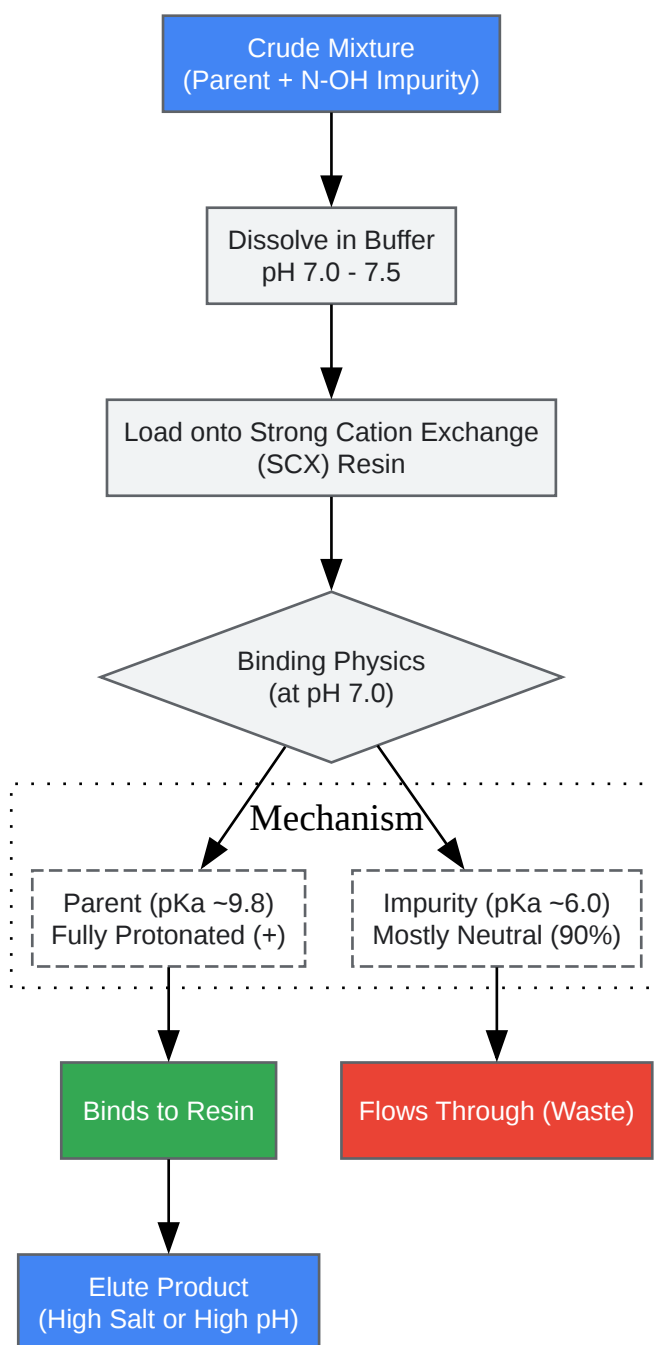 Crude Mixture
(Parent + N-OH Impurity)
Dissolve in Buffer
pH 7.0 - 7.5
Load onto Strong Cation Exchange
(SCX) Resin
Binding Physics
(at pH 7.0)
Mechanism
Parent (pKa ~9.8)
Fully Protonated (+)
Impurity (pKa ~6.0)
Mostly Neutral (90%)
Binds to Resin
Flows Through (Waste)
Elute Product
(High Salt or High pH)